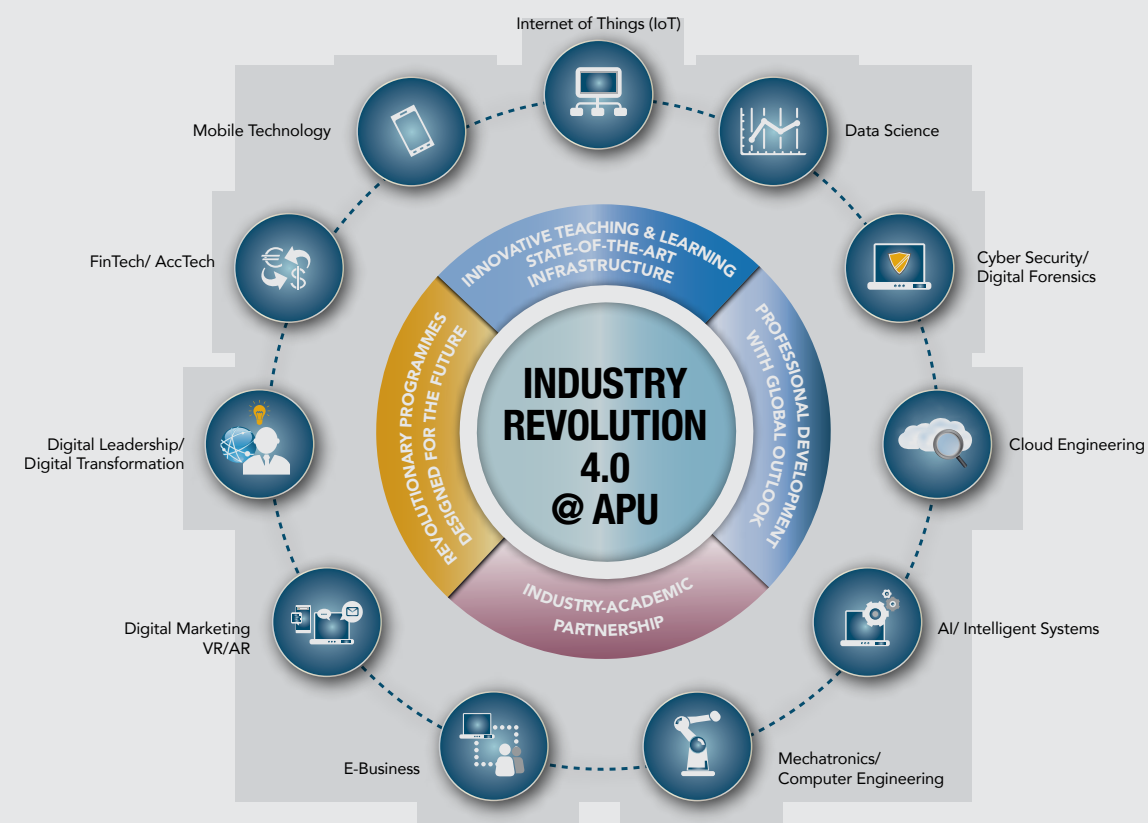 Internet of Things (IoT)
Mobile Technology
Data Science
FinTech/ AccTech
Cyber Security/
Digital Forensics
INNOVATIVE TEACHING & LEARNING
STATE-OF-THE-ART
INFRASTRUCTURE
PROFESSIONAL DEVELOPMENT
WITH GLOBAL OUTLOOK
REVOLUTIONARY PROGRAMMES
DESIGNED FOR THE FUTURE
INDUSTRY
REVOLUTION
4.0
@ APU
INDUSTRY-ACADEMIC
PARTNERSHIP
Digital Leadership/
Digital Transformation
Cloud Engineering
Digital Marketing
VR/AR
AI/ Intelligent Systems
E-Business
Mechatronics/
Computer Engineering